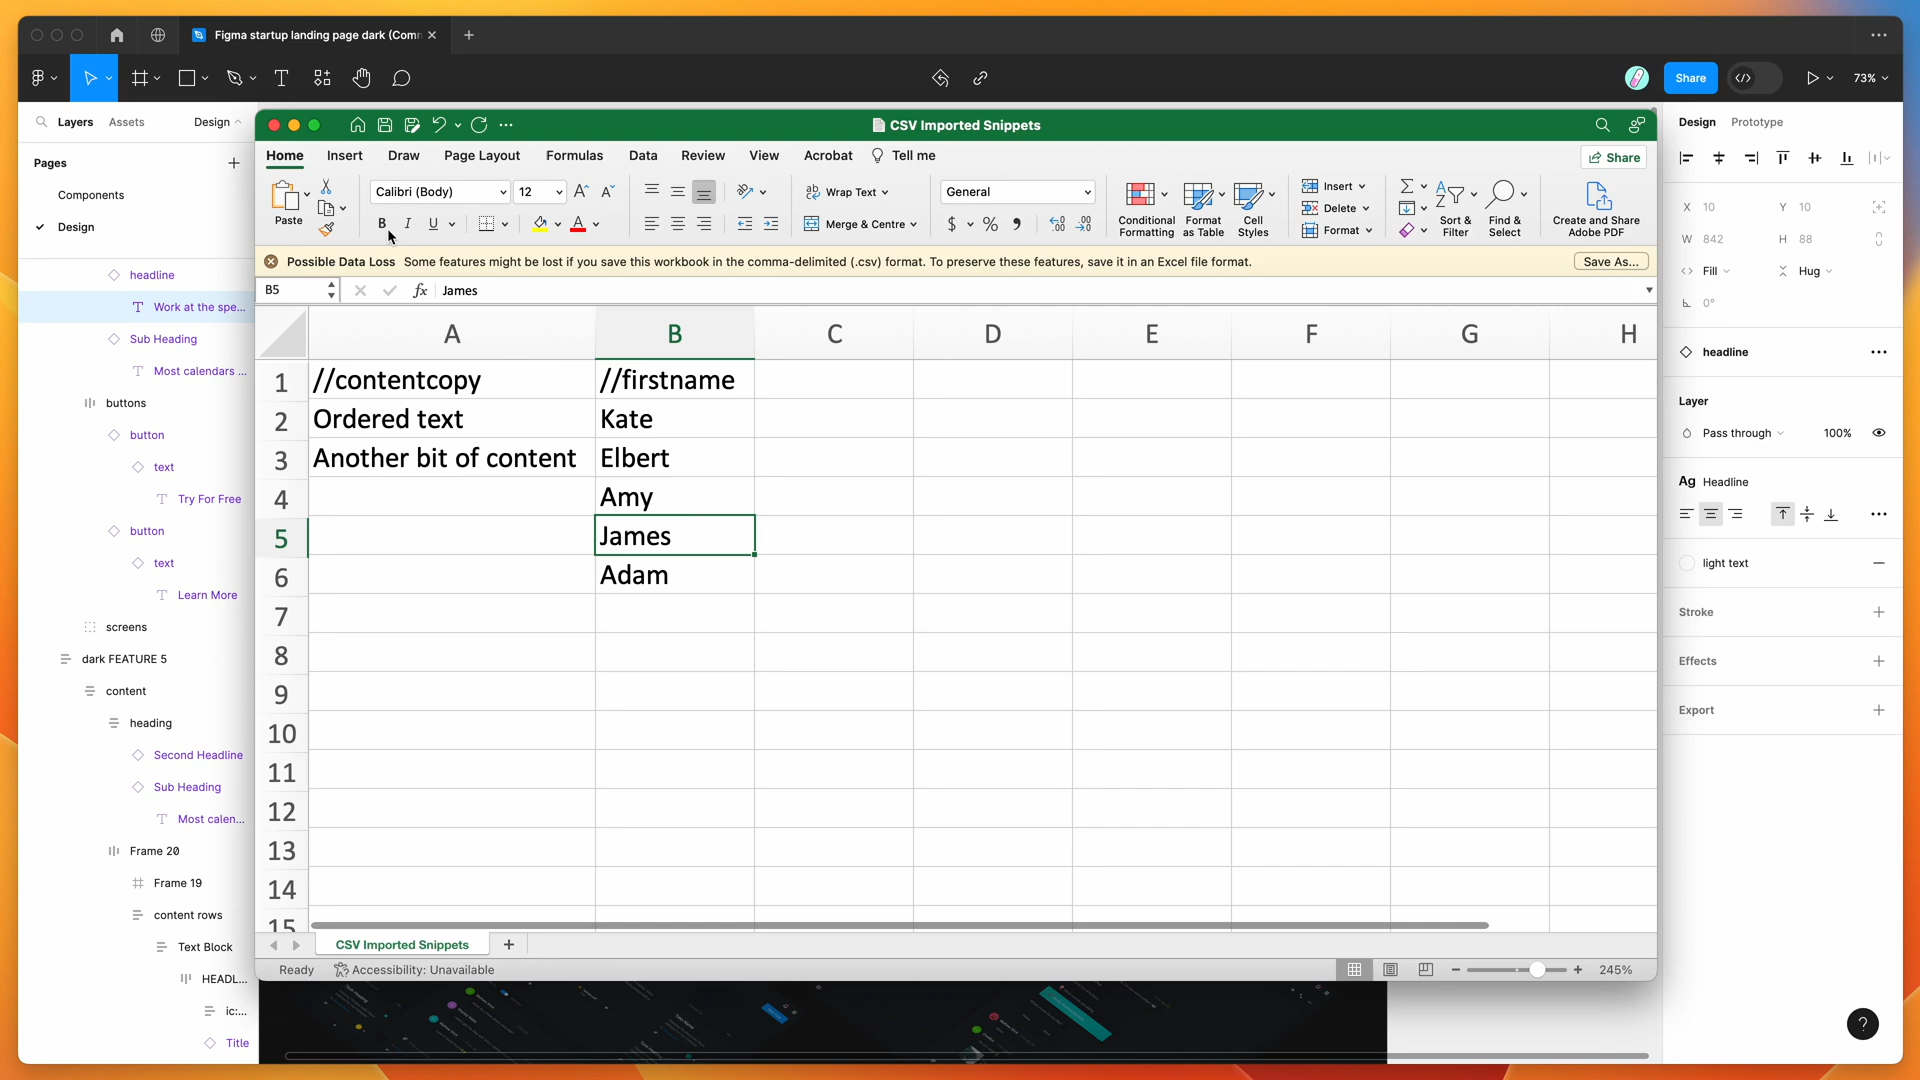 Figma startup landing page dark (Com
Share
73%
Layers
Assets
Design
Pages
Components
Design
headline
Work at the spe...
Sub Heading
Most calendars ...
buttons
button
text
Try For Free
button
text
Learn More
screens
dark FEATURE 5
content
heading
Second Headline
Sub Heading
Most calen...
Frame 20
Frame 19
content rows
Text Block
HEADL...
ic:...
Title
CSV Imported Snippets
Home
Insert
Draw
Page Layout
Formulas
Data
Review
View
Acrobat
Tell me
Share
Paste
Calibri (Body)
12
B I U
Wrap Text
Merge & Centre
General
$ %
Conditional Formatting
Format as Table
Cell Styles
Insert
Delete
Format
Sort & Filter
Find & Select
Create and Share Adobe PDF
Possible Data Loss Some features might be lost if you save this workbook in the comma-delimited (.csv) format. To preserve these features, save it in an Excel file format.
Save As...
B5
fx James
A B C D E F G H
1 //contentcopy //firstname
2 Ordered text Kate
3 Another bit of content Elbert
4 Amy
5 James
6 Adam
7
8
9
10
11
12
13
14
15
CSV Imported Snippets
Ready
Accessibility: Unavailable
245%
Design
Prototype
X 10 Y 10
W 842 H 88
Fill
Hug
0°
headline
Layer
Pass through
100%
Ag Headline
light text
Stroke
Effects
Export
?